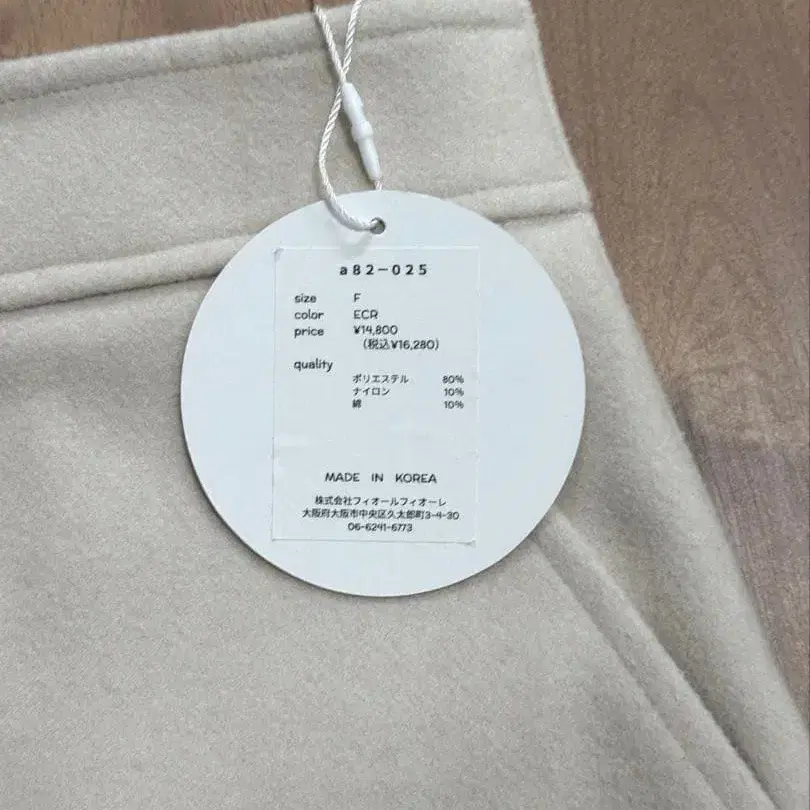 a82-025
size F
color ECR
price ¥14,800
(税込¥16,280)
quality
ポリエステル 80%
ナイロン 10%
綿 10%
MADE IN KOREA
株式会社フィオールフィオーレ
大阪府大阪市中央区久太郎町3-4-30
06-6241-6773